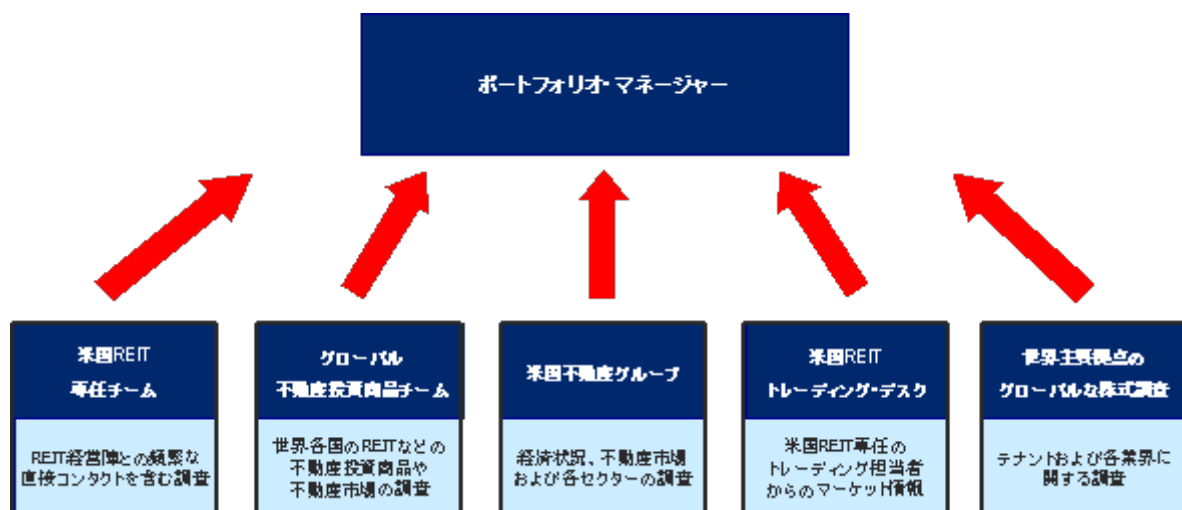 ポートフォリオ・マネージャー
米国REIT
専任チーム
グローバル
不動産投資商品チーム
米国不動産グループ
米国REIT
トレーディング・デスク
世界主要拠点の
グローバルな株式調査
REIT経営陣との頻繁な
直接コンタクトを含む調査
世界各国のREITなどの
不動産投資商品や
不動産市場の調査
経済状況、不動産市場
および各セクターの調査
米国REIT専任の
トレーディング担当者
からのマーケット情報
テナントおよび各業界に
関する調査